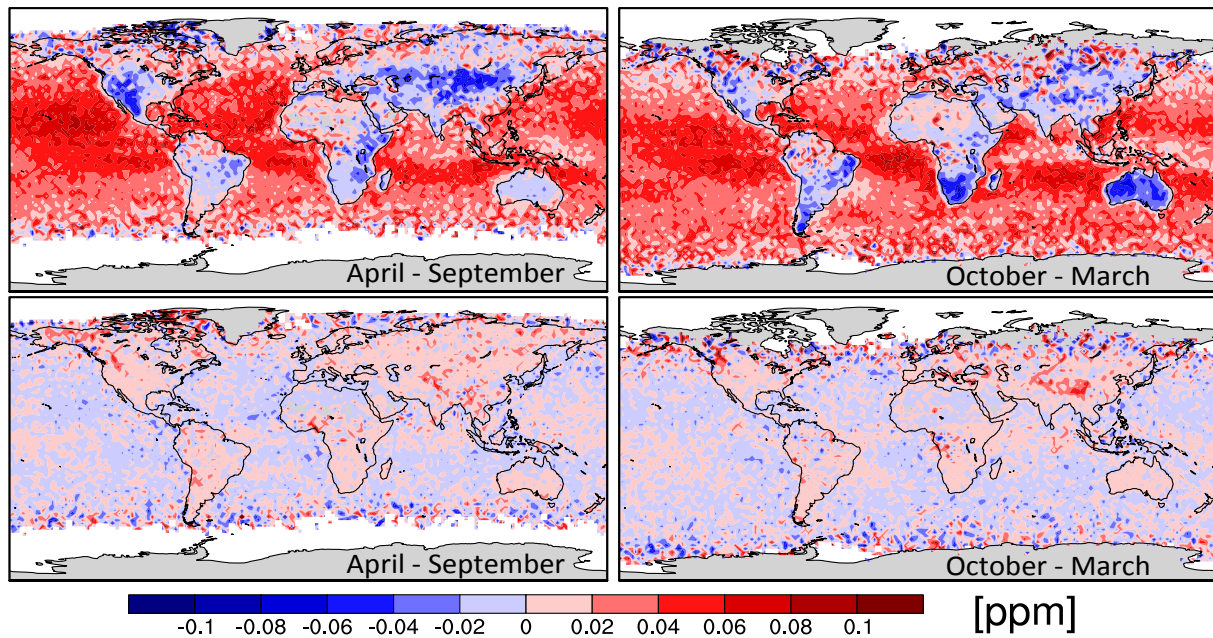 April - September
October - March
April - September
October - March
-0.1 -0.08 -0.06 -0.04 -0.02 0 0.02 0.04 0.06 0.08 0.1 [ppm]